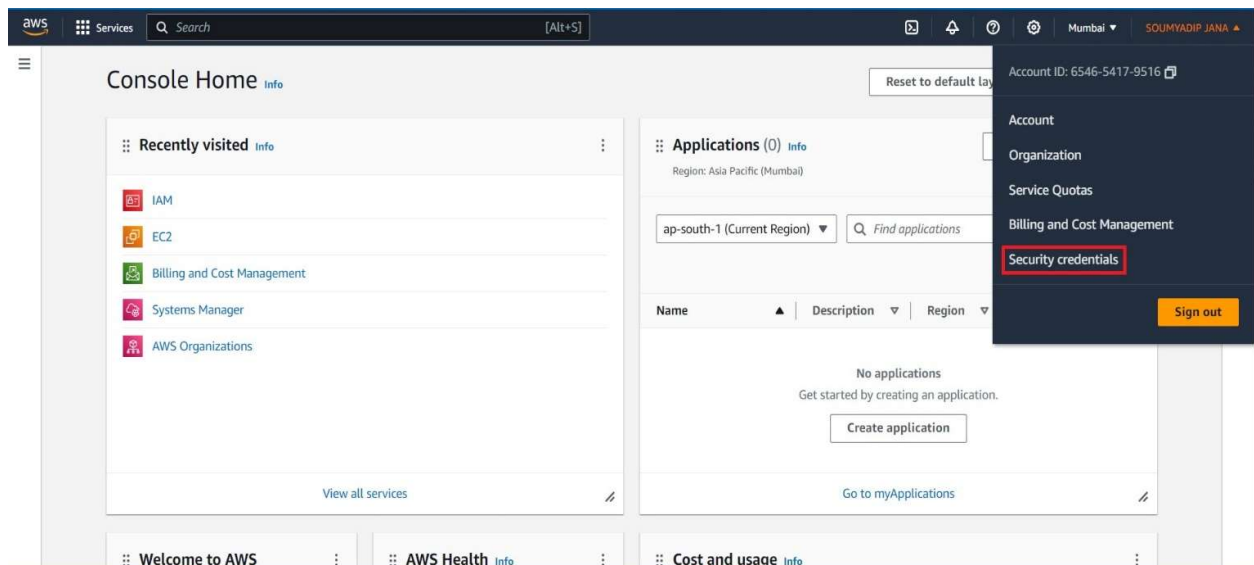 aws Services Search [Alt+S] Mumbai SOUMYADIP JANA
Console Home Info
Reset to default lay
Account ID: 6546-5417-9516
Account
Organization
Service Quotas
Billing and Cost Management
Security credentials
Sign out
Recently visited Info
IAM
EC2
Billing and Cost Management
Systems Manager
AWS Organizations
View all services
Applications (0) Info
Region: Asia Pacific (Mumbai)
ap-south-1 (Current Region) Find applications
Name Description Region
No applications
Get started by creating an application.
Create application
Go to myApplications
Welcome to AWS
AWS Health Info
Cost and usage Info